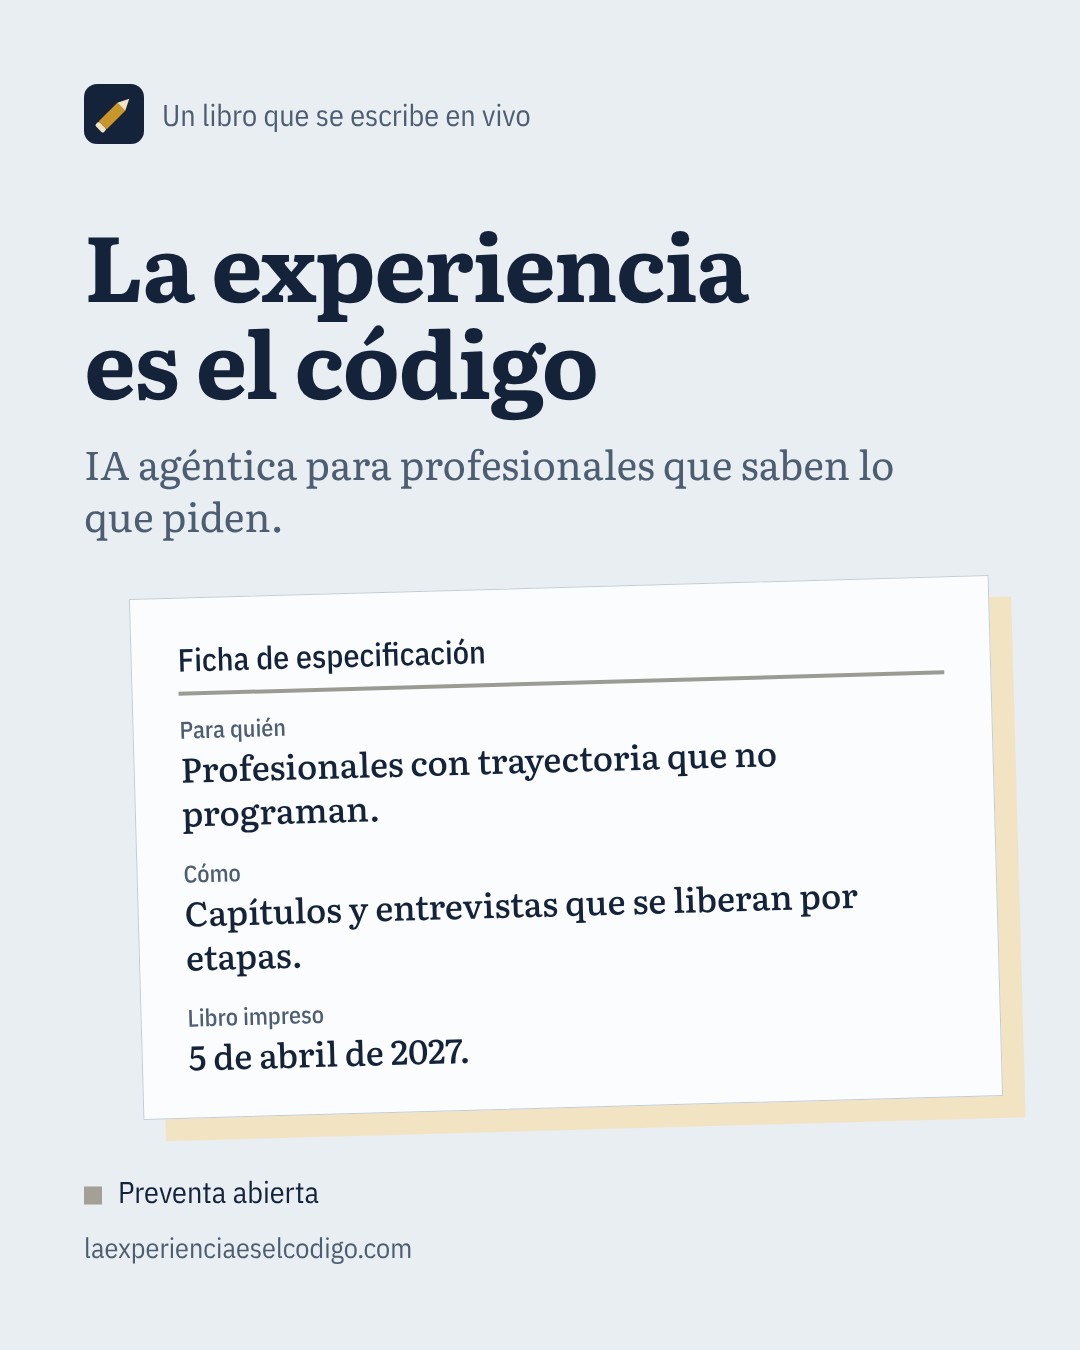 Un libro que se escribe en vivo
La experiencia
es el código
IA agéntica para profesionales que saben lo
que piden.
Ficha de especificación
Para quién
Profesionales con trayectoria que no
programan.
Cómo
Capítulos y entrevistas que se liberan por
etapas.
Libro impreso
5 de abril de 2027.
Preventa abierta
laexperienciaeselcodigo.com